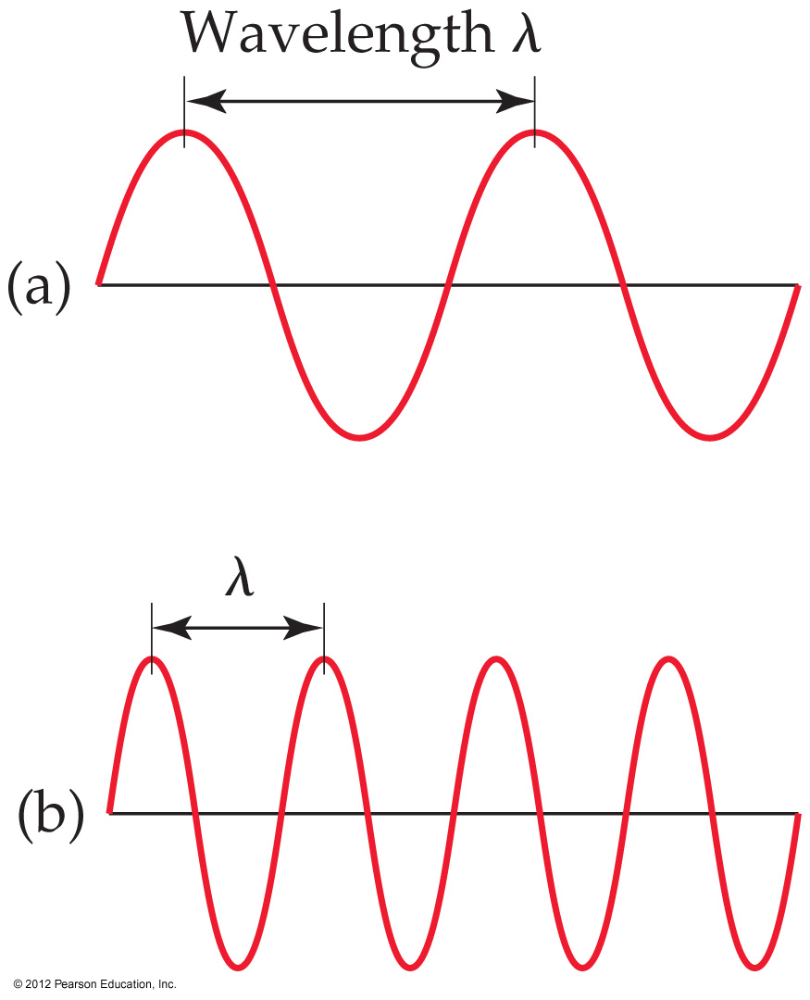 Wavelength λ
(a)
λ
(b)
© 2012 Pearson Education, Inc.